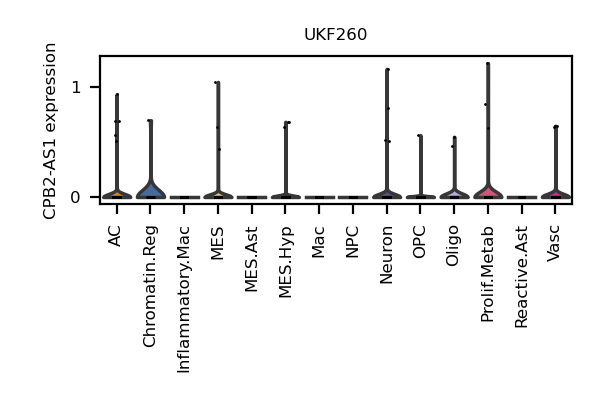 UKF260
CPB2-AS1 expression
1
0
AC
Chromatin.Reg
Inflammatory.Mac
MES
MES.Ast
MES.Hyp
Mac
NPC
Neuron
OPC
Oligo
Prolif.Metab
Reactive.Ast
Vasc